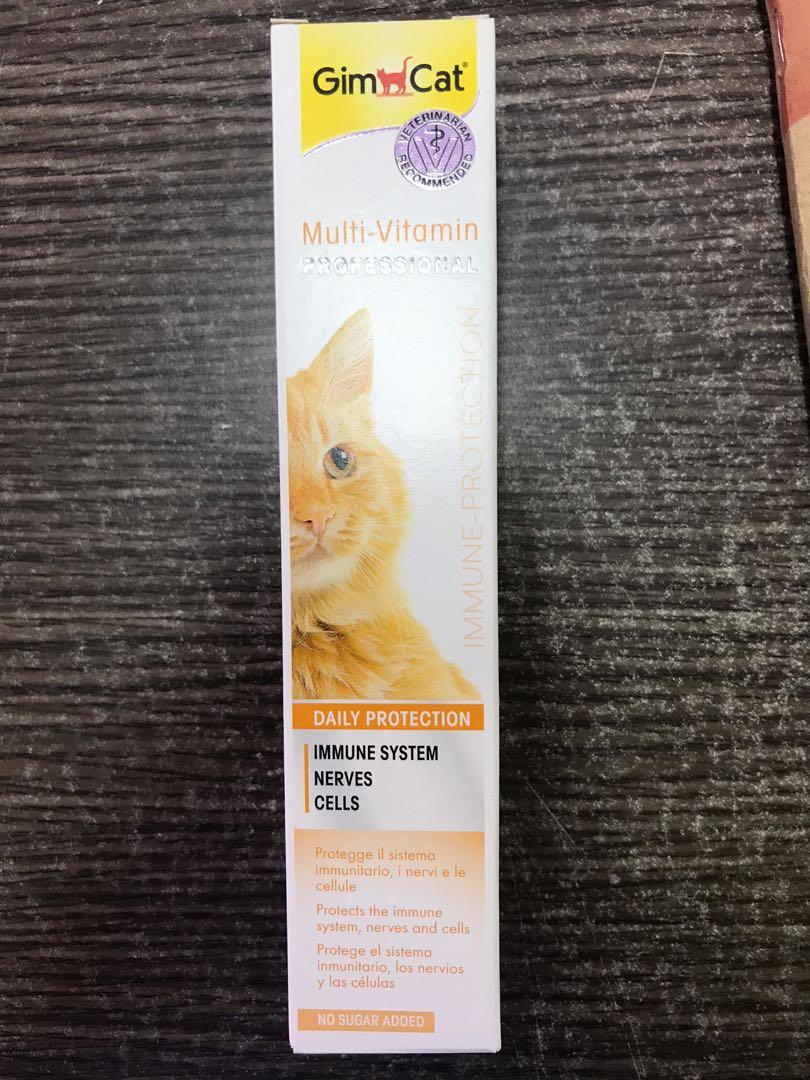 GimCat®
VETERINARIAN
RECOMMENDED
Multi-Vitamin
PROFESSIONAL
IMMUNE-PROTECTION
DAILY PROTECTION
IMMUNE SYSTEM
NERVES
CELLS
Protegge il sistema
immunitario, i nervi e le
cellule
Protects the immune
system, nerves and cells
Protege el sistema
inmunitario, los nervios
y las células
NO SUGAR ADDED